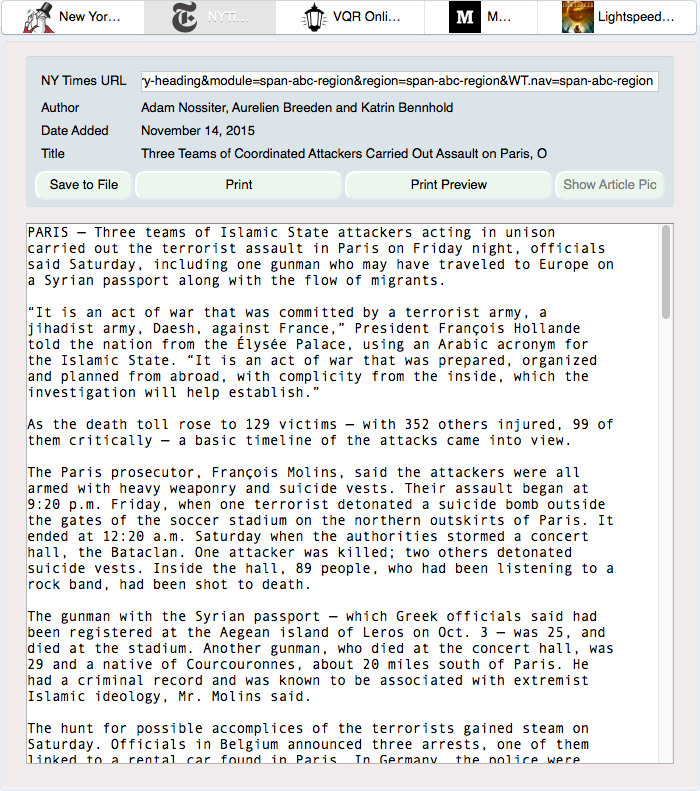 New Yor...
NYTi...
VQR Onli...
M
M...
Lightspeed...
NY Times URL y-heading&module=span-abc-region&region=span-abc-region&WT.nav=span-abc-region
Author Adam Nossiter, Aurelien Breeden and Katrin Bennhold
Date Added November 14, 2015
Title Three Teams of Coordinated Attackers Carried Out Assault on Paris, O
Save to File Print Print Preview Show Article Pic
PARIS — Three teams of Islamic State attackers acting in unison
carried out the terrorist assault in Paris on Friday night, officials
said Saturday, including one gunman who may have traveled to Europe on
a Syrian passport along with the flow of migrants.
“It is an act of war that was committed by a terrorist army, a
jihadist army, Daesh, against France,” President François Hollande
told the nation from the Élysée Palace, using an Arabic acronym for
the Islamic State. “It is an act of war that was prepared, organized
and planned from abroad, with complicity from the inside, which the
investigation will help establish.”
As the death toll rose to 129 victims — with 352 others injured, 99 of
them critically — a basic timeline of the attacks came into view.
The Paris prosecutor, François Molins, said the attackers were all
armed with heavy weaponry and suicide vests. Their assault began at
9:20 p.m. Friday, when one terrorist detonated a suicide bomb outside
the gates of the soccer stadium on the northern outskirts of Paris. It
ended at 12:20 a.m. Saturday when the authorities stormed a concert
hall, the Bataclan. One attacker was killed; two others detonated
suicide vests. Inside the hall, 89 people, who had been listening to a
rock band, had been shot to death.
The gunman with the Syrian passport — which Greek officials said had
been registered at the Aegean island of Leros on Oct. 3 — was 25, and
died at the stadium. Another gunman, who died at the concert hall, was
29 and a native of Courcouronnes, about 20 miles south of Paris. He
had a criminal record and was known to be associated with extremist
Islamic ideology, Mr. Molins said.
The hunt for possible accomplices of the terrorists gained steam on
Saturday. Officials in Belgium announced three arrests, one of them
linked to a rental car found in Paris. In Germany, the police were